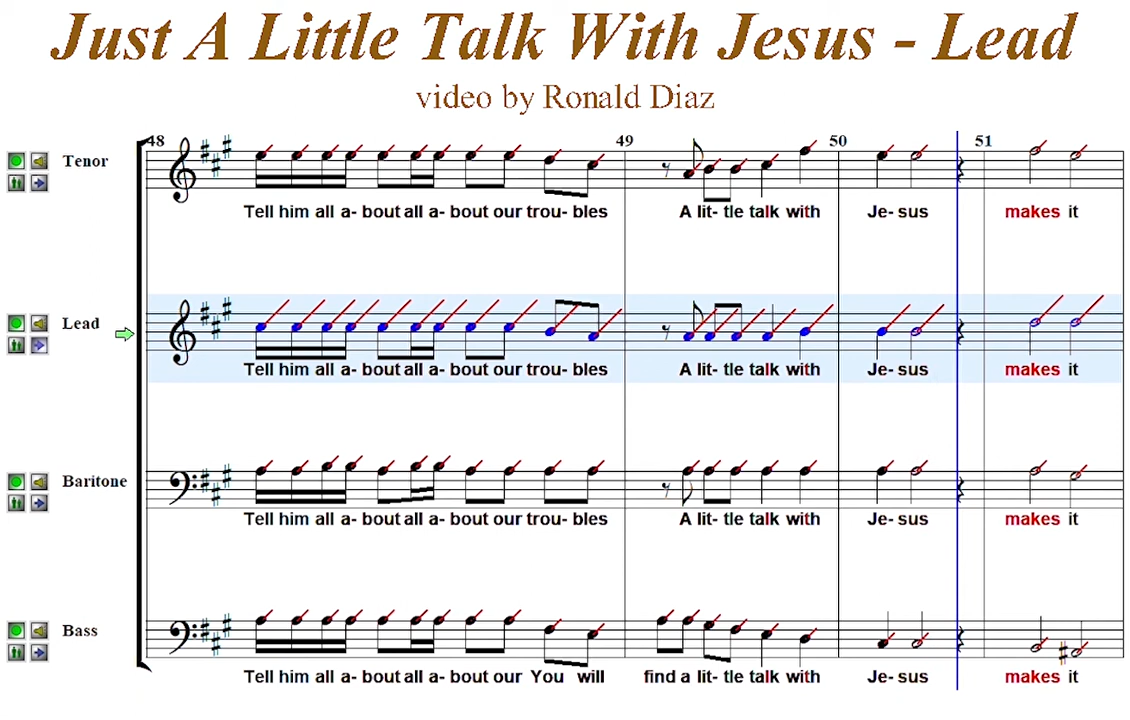 Just A Little Talk With Jesus - Lead
video by Ronald Diaz
48 49 50 51
Tenor
Tell him all a- bout all a- bout our trou- bles A lit- tle talk with Je- sus makes it
Lead
Tell him all a- bout all a- bout our trou- bles A lit- tle talk with Je- sus makes it
Baritone
Tell him all a- bout all a- bout our trou- bles A lit- tle talk with Je- sus makes it
Bass
Tell him all a- bout all a- bout our You will find a lit- tle talk with Je- sus makes it